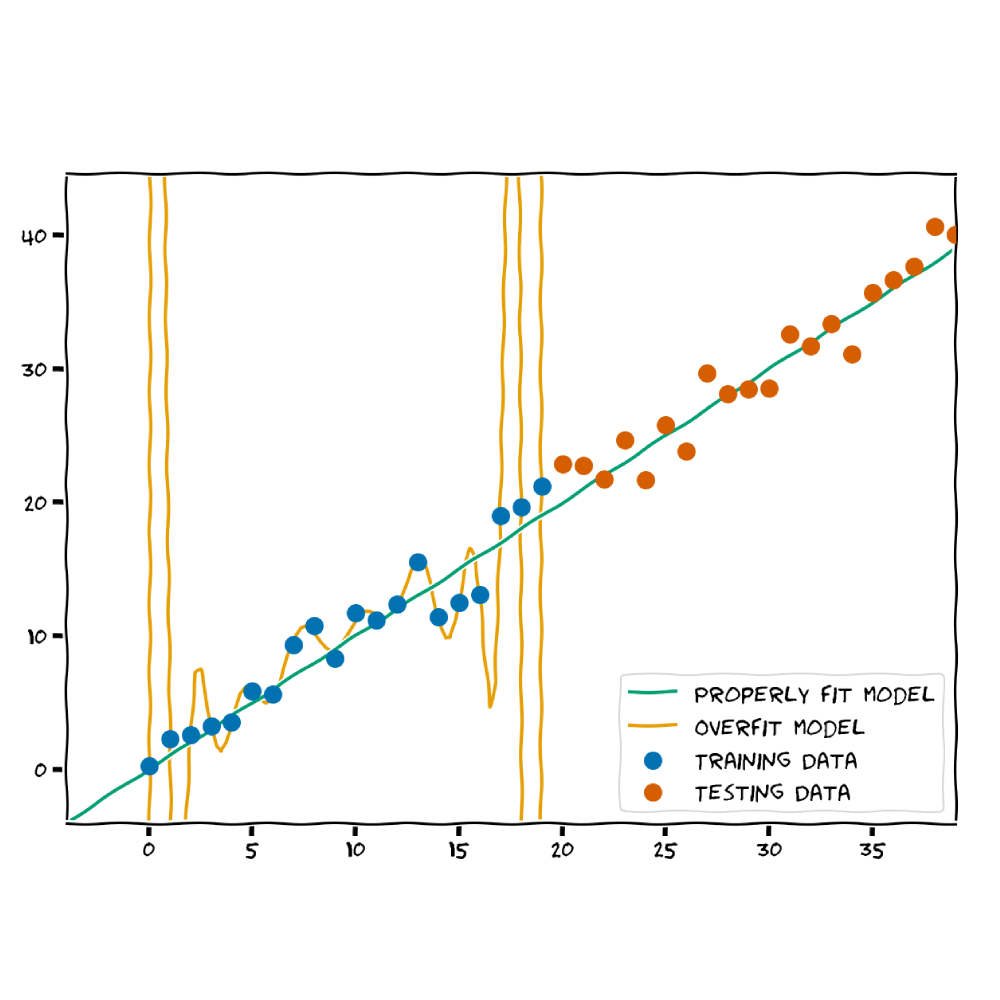 40
30
20
10
0
0 5 10 15 20 25 30 35
PROPERLY FIT MODEL
OVERFIT MODEL
TRAINING DATA
TESTING DATA